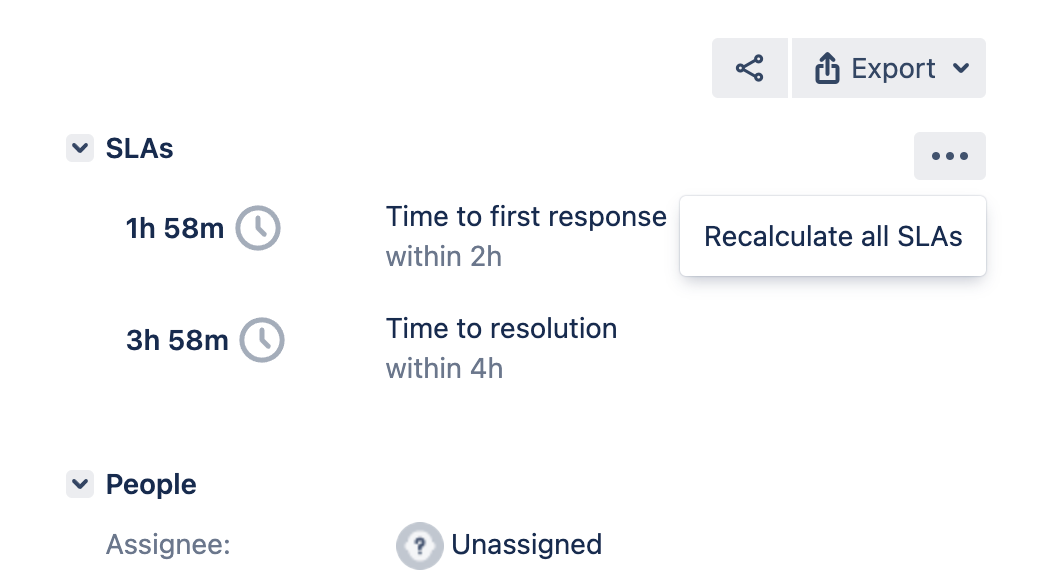 Export
SLAs
1h 58m
Time to first response
within 2h
Recalculate all SLAs
3h 58m
Time to resolution
within 4h
People
Assignee:
? Unassigned